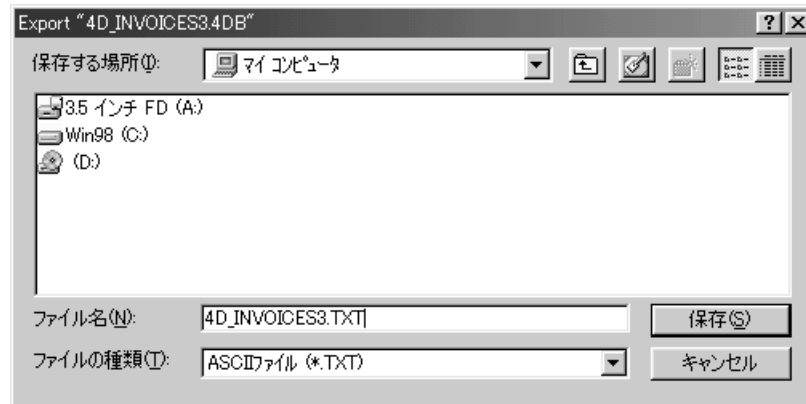 Export "4D_INVOICES3.4DB"
保存する場所(I):
マイ コンピュータ
3.5 インチ FD (A:)
Win98 (C:)
(D:)
ファイル名(N):
4D_INVOICES3.TXT
保存(S)
ファイルの種類(T):
ASCIIファイル (*.TXT)
キャンセル